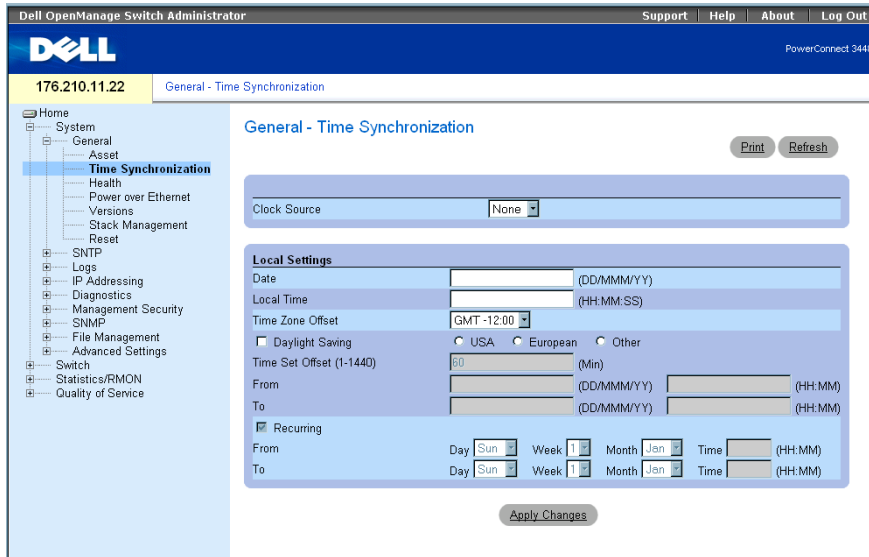 Dell OpenManage Switch Administrator
Support Help About Log Out
DELL
PowerConnect 344
176.210.11.22
General - Time Synchronization
Home
System
General
Asset
Time Synchronization
Health
Power over Ethernet
Versions
Stack Management
Reset
SNTP
Logs
IP Addressing
Diagnostics
Management Security
SNMP
File Management
Advanced Settings
Switch
Statistics/RMON
Quality of Service
General - Time Synchronization
Print Refresh
Clock Source None
Local Settings
Date (DD/MMM/YY)
Local Time (HH:MM:SS)
Time Zone Offset GMT -12:00
Daylight Saving USA European Other
Time Set Offset (1-1440) 60 (Min)
From (DD/MMM/YY) (HH:MM)
To (DD/MMM/YY) (HH:MM)
Recurring
From Day Sun Week 1 Month Jan Time (HH:MM)
To Day Sun Week 1 Month Jan Time (HH:MM)
Apply Changes